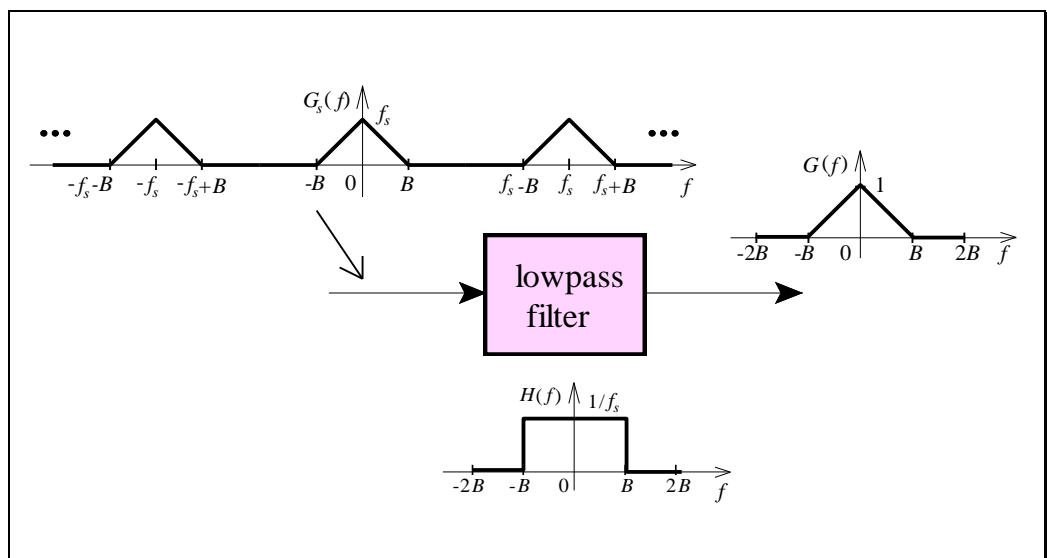 G_s(f)
f_s
•••
•••
-f_s-B
-f_s
-f_s+B
-B
0
B
f_s-B
f_s
f_s+B
f
G(f)
1
-2B
-B
0
B
2B
f
lowpass
filter
H(f)
1/f_s
-2B
-B
0
B
2B
f